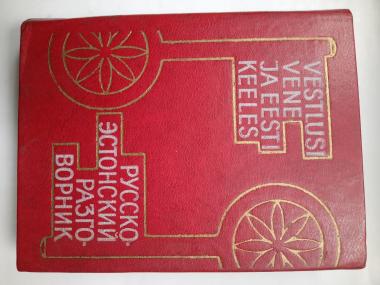 VESTLUSI
VENE
JA EESTI
KEELES
РУССКО-
ЭСТОНСКИЙ
РАЗГО-
ВОРНИК